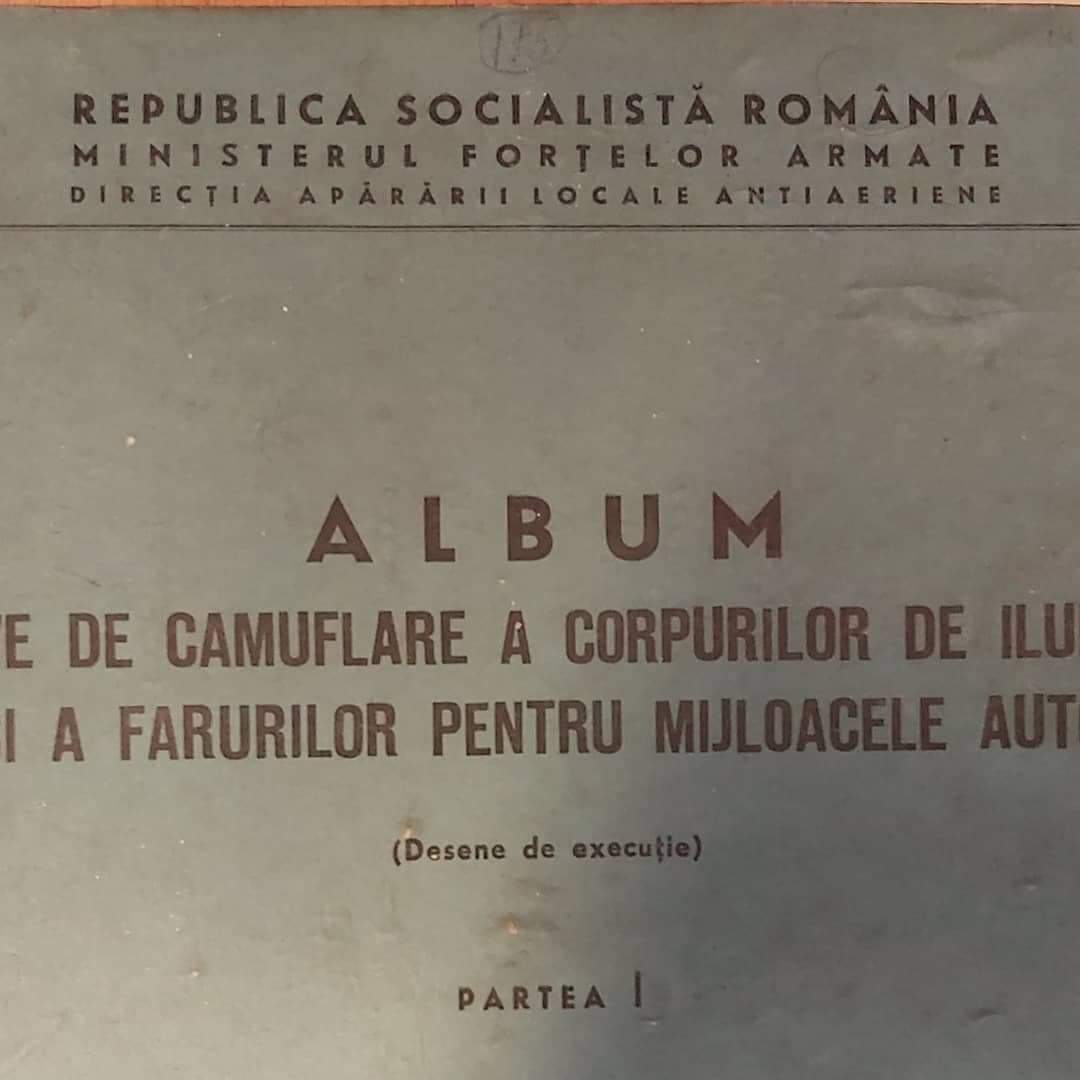 REPUBLICA SOCIALISTĂ ROMÂNIA
MINISTERUL FORȚELOR ARMATE
DIRECȚIA APĂRĂRII LOCALE ANTIAERIENE
ALBUM
DE CAMUFLARE A CORPURILOR DE
A FARURILOR PENTRU MIJLOACELE
(Desene de execuție)
PARTEA I